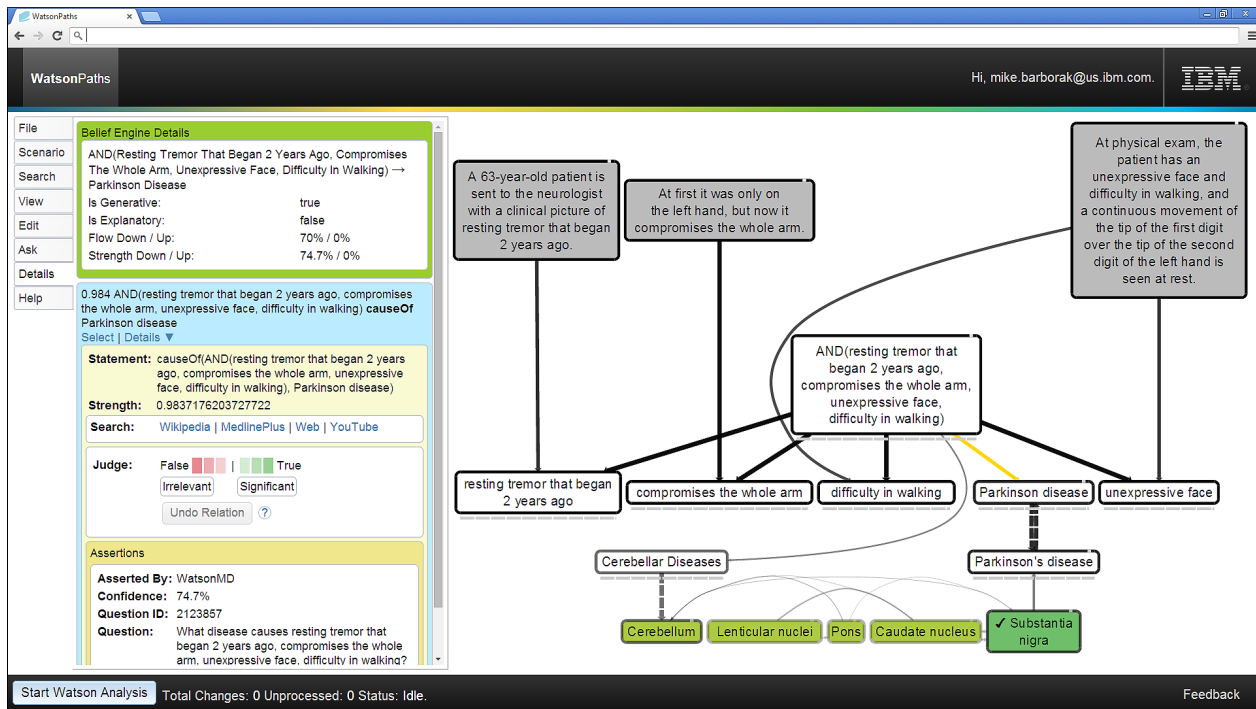 WatsonPaths
WatsonPaths
Hi, mike.barborak@us.ibm.com.
IBM
File
Scenario
Search
View
Edit
Ask
Details
Help
Belief Engine Details
AND(Resting Tremor That Began 2 Years Ago, Compromises
The Whole Arm, Unexpressive Face, Difficulty In Walking) →
Parkinson Disease
Is Generative: true
Is Explanatory: false
Flow Down / Up: 70% / 0%
Strength Down / Up: 74.7% / 0%
0.984 AND(resting tremor that began 2 years ago, compromises
the whole arm, unexpressive face, difficulty in walking) causeOf
Parkinson disease
Select | Details ▼
Statement: causeOf(AND(resting tremor that began 2 years
ago, compromises the whole arm, unexpressive
face, difficulty in walking), Parkinson disease)
Strength: 0.9837176203727722
Search: Wikipedia | MedlinePlus | Web | YouTube
Judge: False | True
Irrelevant Significant
Undo Relation ?
Assertions
Asserted By: WatsonMD
Confidence: 74.7%
Question ID: 2123857
Question: What disease causes resting tremor that
began 2 years ago, compromises the whole
arm, unexpressive face, difficulty in walking?
A 63-year-old patient is
sent to the neurologist
with a clinical picture of
resting tremor that began
2 years ago.
At first it was only on
the left hand, but now it
compromises the whole arm.
At physical exam, the
patient has an
unexpressive face and
difficulty in walking, and
a continuous movement of
the tip of the first digit
over the tip of the second
digit of the left hand is
seen at rest.
AND(resting tremor that
began 2 years ago,
compromises the whole arm,
unexpressive face,
difficulty in walking)
resting tremor that began
2 years ago
compromises the whole arm
difficulty in walking
Parkinson disease
unexpressive face
Cerebellar Diseases
Parkinson's disease
Cerebellum
Lenticular nuclei
Pons
Caudate nucleus
✓ Substantia
nigra
Start Watson Analysis
Total Changes: 0 Unprocessed: 0 Status: Idle.
Feedback